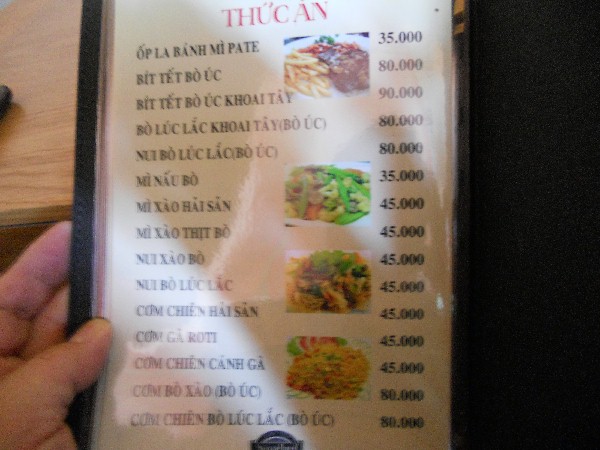 THỨC ĂN
ỐP LA BÁNH MÌ PATE 35.000
BÍT TẾT BÒ ÚC 80.000
BÍT TẾT BÒ ÚC KHOAI TÂY 90.000
BÒ LÚC LẮC KHOAI TÂY(BÒ ÚC) 80.000
NUI BÒ LÚC LẮC(BÒ ÚC) 80.000
MÌ NẤU BÒ 35.000
MÌ XÀO HẢI SẢN 45.000
MÌ XÀO THỊT BÒ 45.000
NUI XÀO BÒ 45.000
NUI BÒ LÚC LẮC 45.000
CƠM CHIÊN HẢI SẢN 45.000
CƠM GÀ ROTI 45.000
CƠM CHIÊN CÁNH GÀ 45.000
CƠM BÒ XÀO (BÒ ÚC) 80.000
CƠM CHIÊN BÒ LÚC LẮC (BÒ ÚC) 80.000